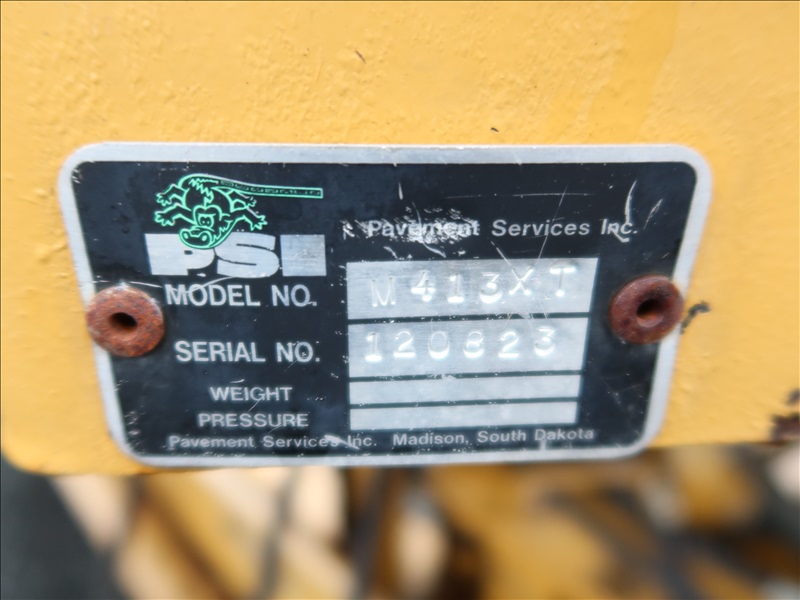 PSI
Pavement Services Inc.
MODEL NO. M413XT
SERIAL NO. 120823
WEIGHT
PRESSURE
Pavement Services Inc. Madison, South Dakota